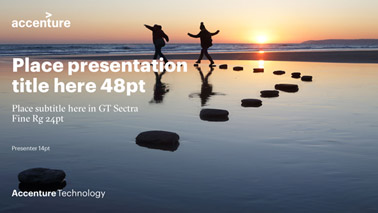 accenture
Place presentation
title here 48pt
Place subtitle here in GT Sectra
Fine Rg 24pt
Presenter 14pt
Accenture Technology